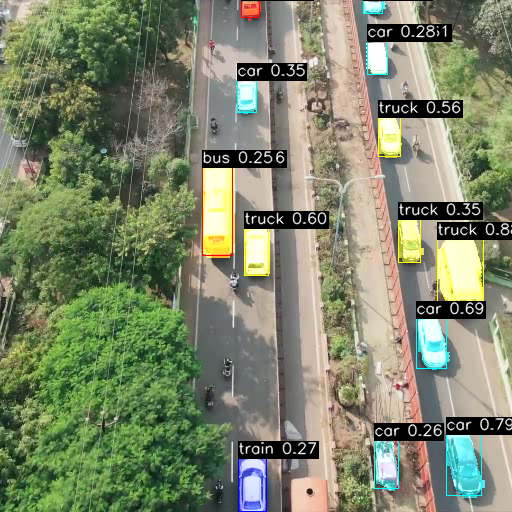 car 0.28
car 0.35
truck 0.56
bus 0.256
truck 0.35
truck 0.60
truck 0.88
car 0.69
car 0.79
car 0.26
train 0.27